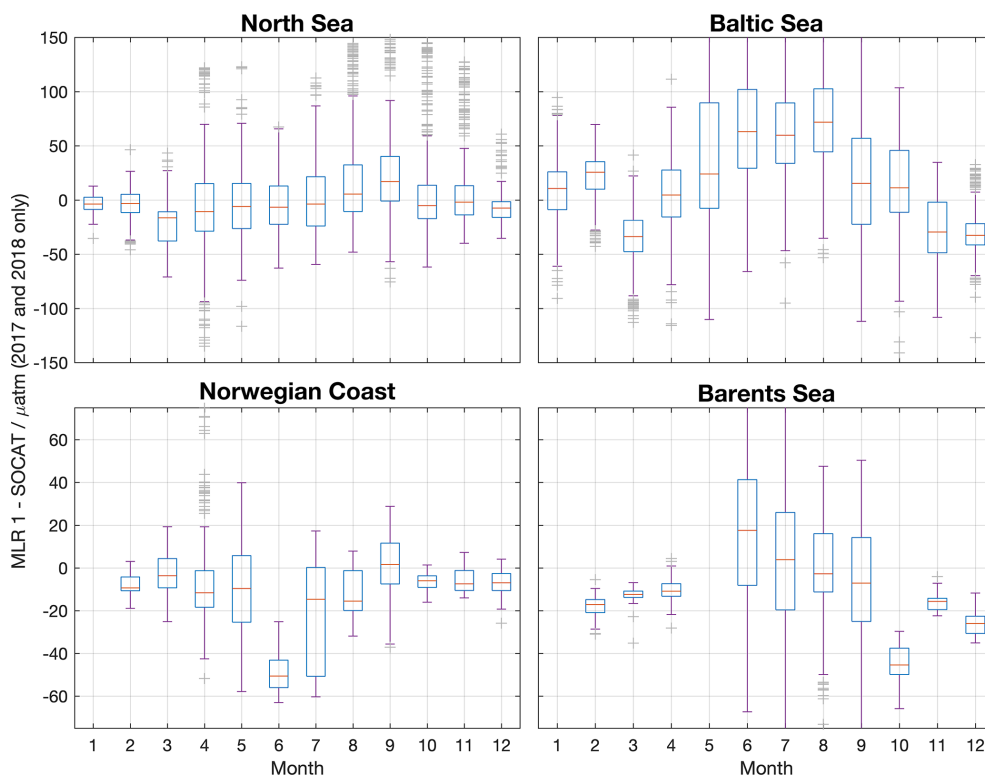 North Sea
Baltic Sea
150
100
50
0
-50
-100
-150
MLR 1 - SOCAT / μatm (2017 and 2018 only)
Norwegian Coast
Barents Sea
60
40
20
0
-20
-40
-60
1 2 3 4 5 6 7 8 9 10 11 12
1 2 3 4 5 6 7 8 9 10 11 12
Month
Month